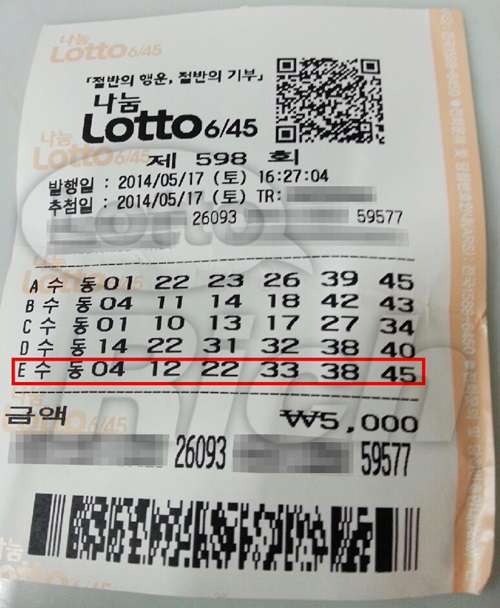 나눔
Lotto 6/45
「절반의 행운, 절반의 기부」
나눔
Lotto 6/45
제 598 회
발행일 : 2014/05/17 (토) 16:27:04
추첨일 : 2014/05/17 (토) TR:
26093 59577
A 수 동 01 22 23 26 39 45
B 수 동 04 11 14 18 42 43
C 수 동 01 10 13 17 27 34
D 수 동 14 22 31 32 38 40
E 수 동 04 12 22 33 38 45
금액 ₩5,000
26093 59577
Lotto
Rich